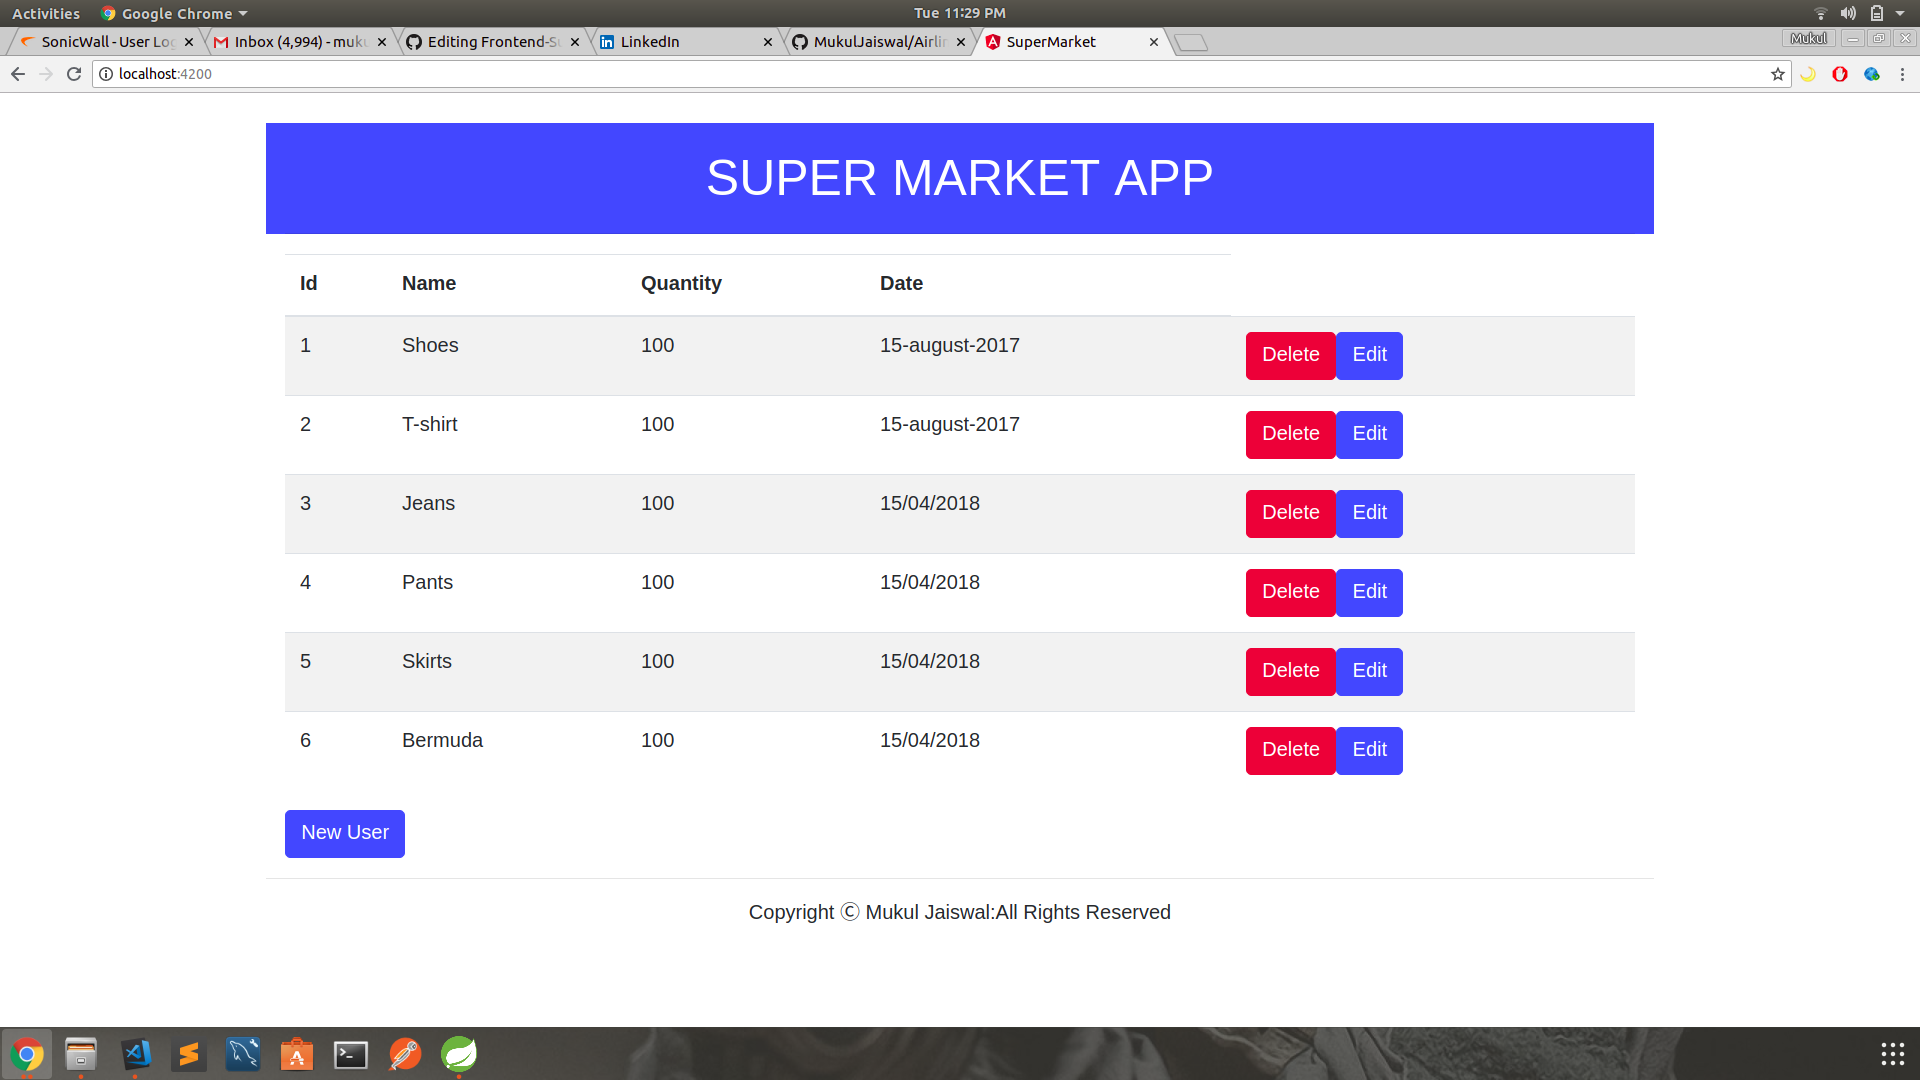 Activities Google Chrome Tue 11:29 PM
SonicWall - User Log Inbox (4,994) - muku Editing Frontend-Su LinkedIn MukulJaiswal/Airlin SuperMarket Mukul
localhost:4200
SUPER MARKET APP
Id Name Quantity Date
1 Shoes 100 15-august-2017 Delete Edit
2 T-shirt 100 15-august-2017 Delete Edit
3 Jeans 100 15/04/2018 Delete Edit
4 Pants 100 15/04/2018 Delete Edit
5 Skirts 100 15/04/2018 Delete Edit
6 Bermuda 100 15/04/2018 Delete Edit
New User
Copyright Ⓒ Mukul Jaiswal:All Rights Reserved